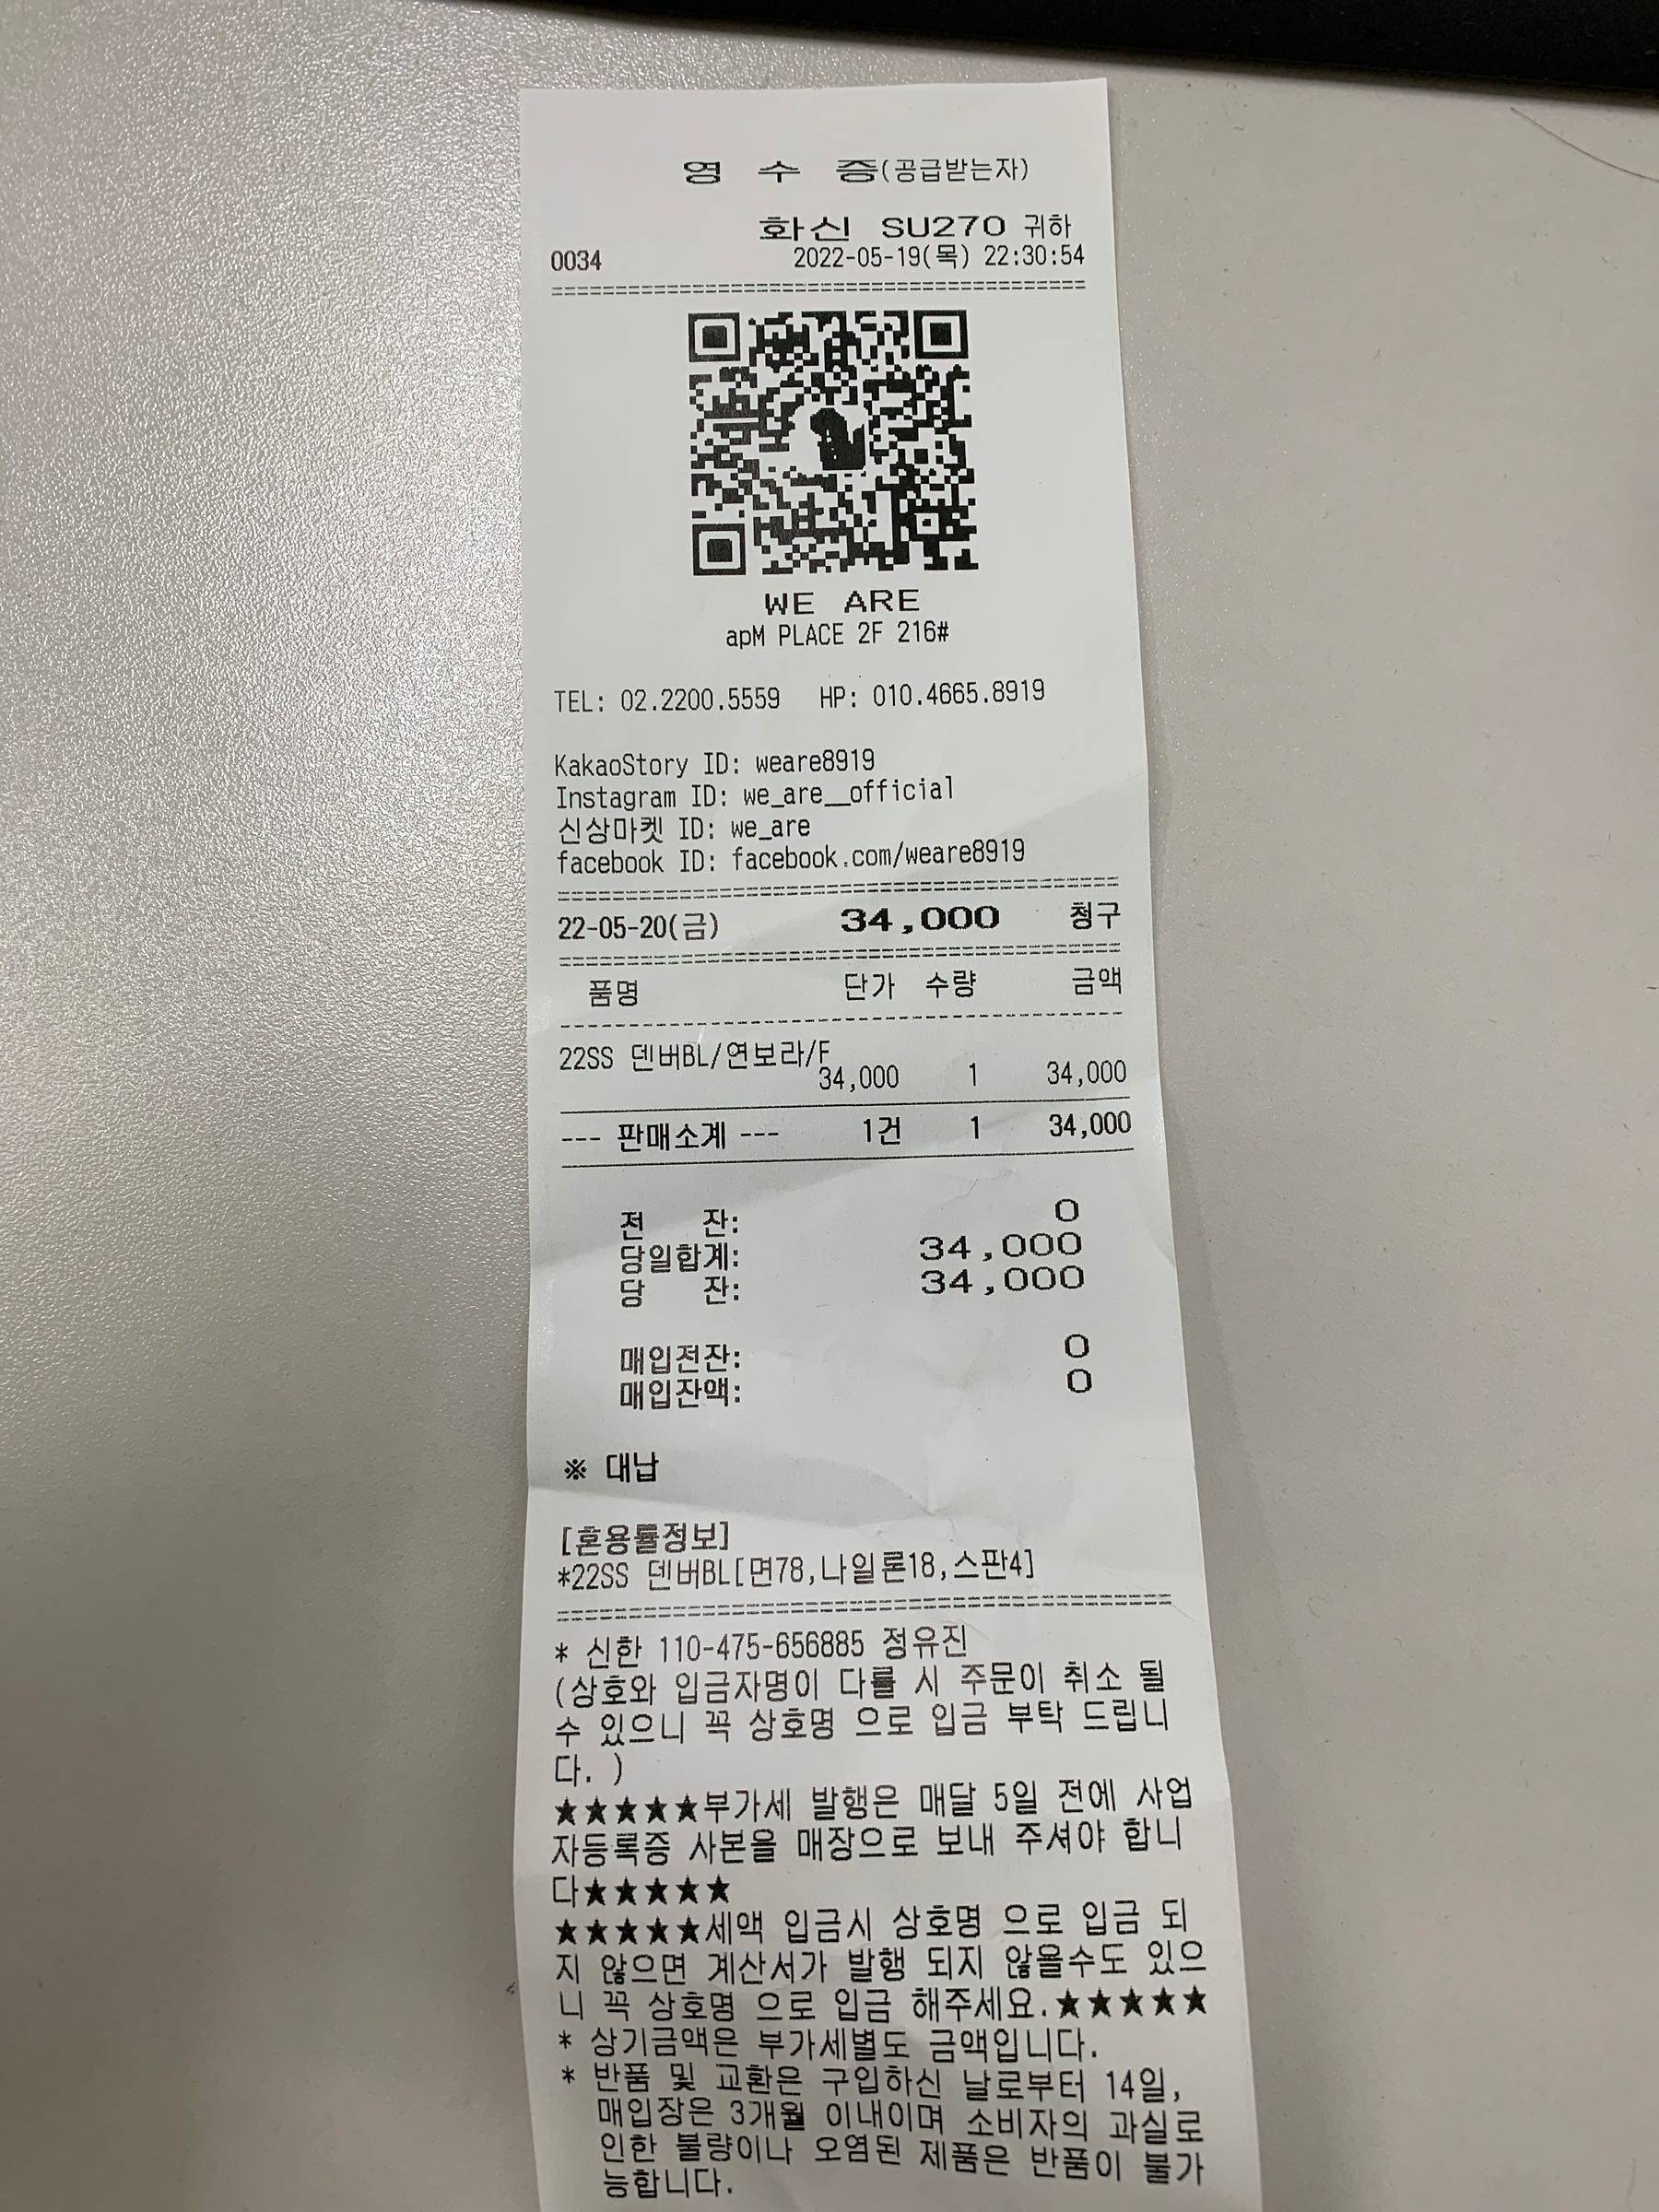 영 수 증(공급받는자)
화신 SU270 귀하
0034 2022-05-19(목) 22:30:54
WE ARE
apM PLACE 2F 216#
TEL: 02.2200.5559 HP: 010.4665.8919
KakaoStory ID: weare8919
Instagram ID: we_are__official
신상마켓 ID: we_are
facebook ID: facebook.com/weare8919
22-05-20(금) 34,000 청구
품명 단가 수량 금액
22SS 덴버BL/연보라/F
34,000 1 34,000
--- 판매소계 --- 1건 1 34,000
전 잔: 0
당일합계: 34,000
당 잔: 34,000
매입전잔: 0
매입잔액: 0
※ 대납
[혼용률정보]
*22SS 덴버BL[면78,나일론18,스판4]
* 신한 110-475-656885 정유진
(상호와 입금자명이 다를 시 주문이 취소 될
수 있으니 꼭 상호명 으로 입금 부탁 드립니
다. )
★★★★★부가세 발행은 매달 5일 전에 사업
자등록증 사본을 매장으로 보내 주셔야 합니
다★★★★★
★★★★★세액 입금시 상호명 으로 입금 되
지 않으면 계산서가 발행 되지 않을수도 있으
니 꼭 상호명 으로 입금 해주세요.★★★★★
* 상기금액은 부가세별도 금액입니다.
* 반품 및 교환은 구입하신 날로부터 14일,
매입장은 3개월 이내이며 소비자의 과실로
인한 불량이나 오염된 제품은 반품이 불가
능합니다.